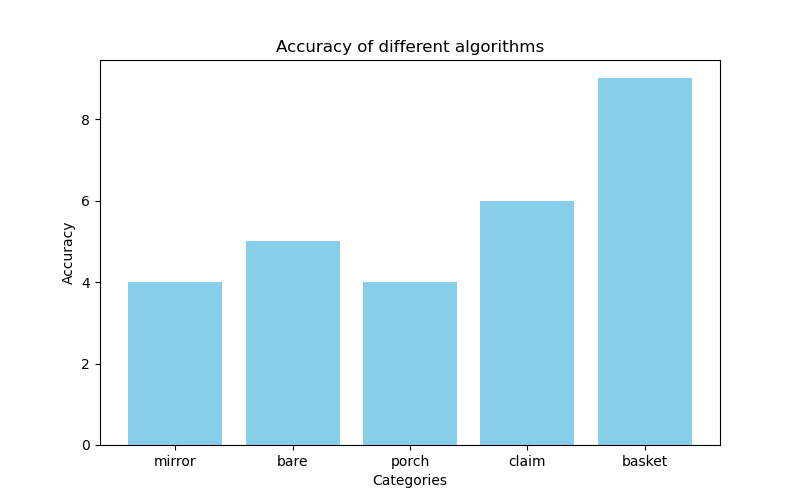 Accuracy of different algorithms
Accuracy
8
6
4
2
0
mirror bare porch claim basket
Categories